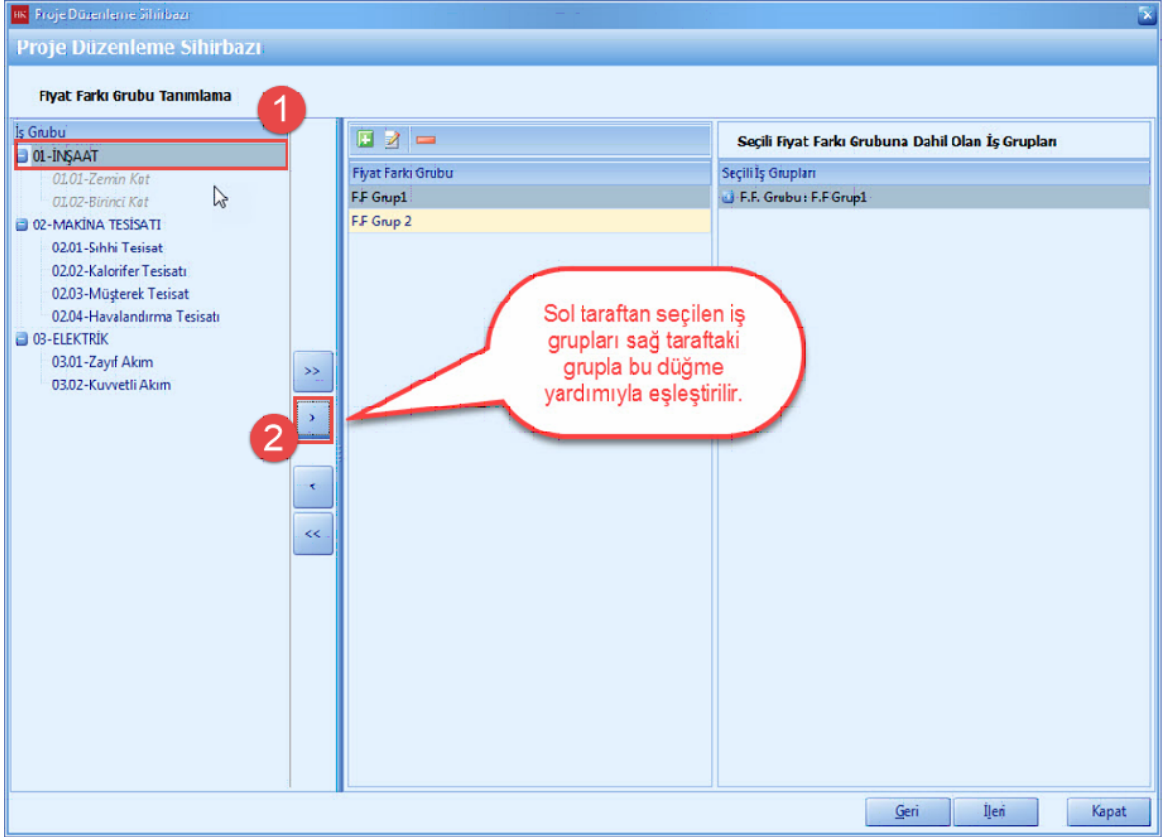 HK Proje Düzenleme Sihirbazı
Proje Düzenleme Sihirbazı
Fiyat Farkı Grubu Tanımlama
1
İş Grubu
01-İNŞAAT
01.01-Zemin Kat
01.02-Birinci Kat
02-MAKİNA TESİSATI
02.01-Sıhhi Tesisat
02.02-Kalorifer Tesisatı
02.03-Müşterek Tesisat
02.04-Havalandırma Tesisatı
03-ELEKTRİK
03.01-Zayıf Akım
03.02-Kuvvetli Akım
>>
>
2
<
<<
Fiyat Farkı Grubu
F.F Grup1
F.F Grup 2
Seçili Fiyat Farkı Grubuna Dahil Olan İş Grupları
Seçili İş Grupları
F.F. Grubu : F.F Grup1
Sol taraftan seçilen iş
grupları sağ taraftaki
grupla bu düğme
yardımıyla eşleştirilir.
Geri
İleri
Kapat